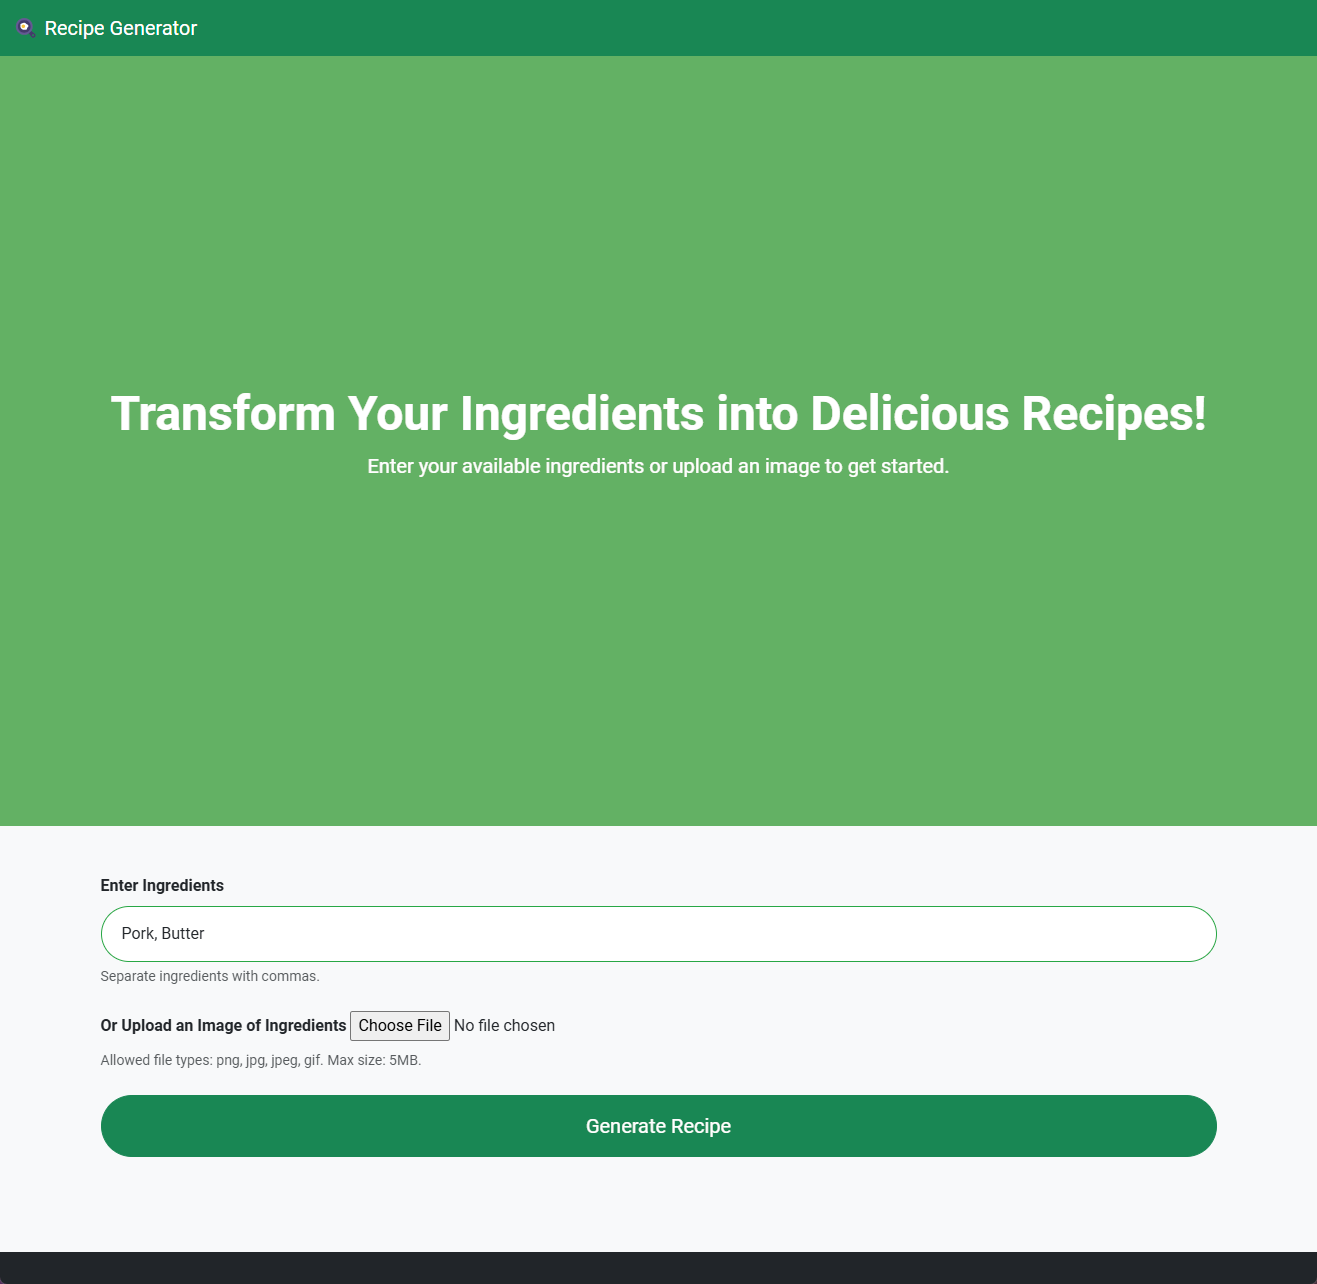 Recipe Generator
Transform Your Ingredients into Delicious Recipes!
Enter your available ingredients or upload an image to get started.
Enter Ingredients
Pork, Butter
Separate ingredients with commas.
Or Upload an Image of Ingredients Choose File No file chosen
Allowed file types: png, jpg, jpeg, gif. Max size: 5MB.
Generate Recipe